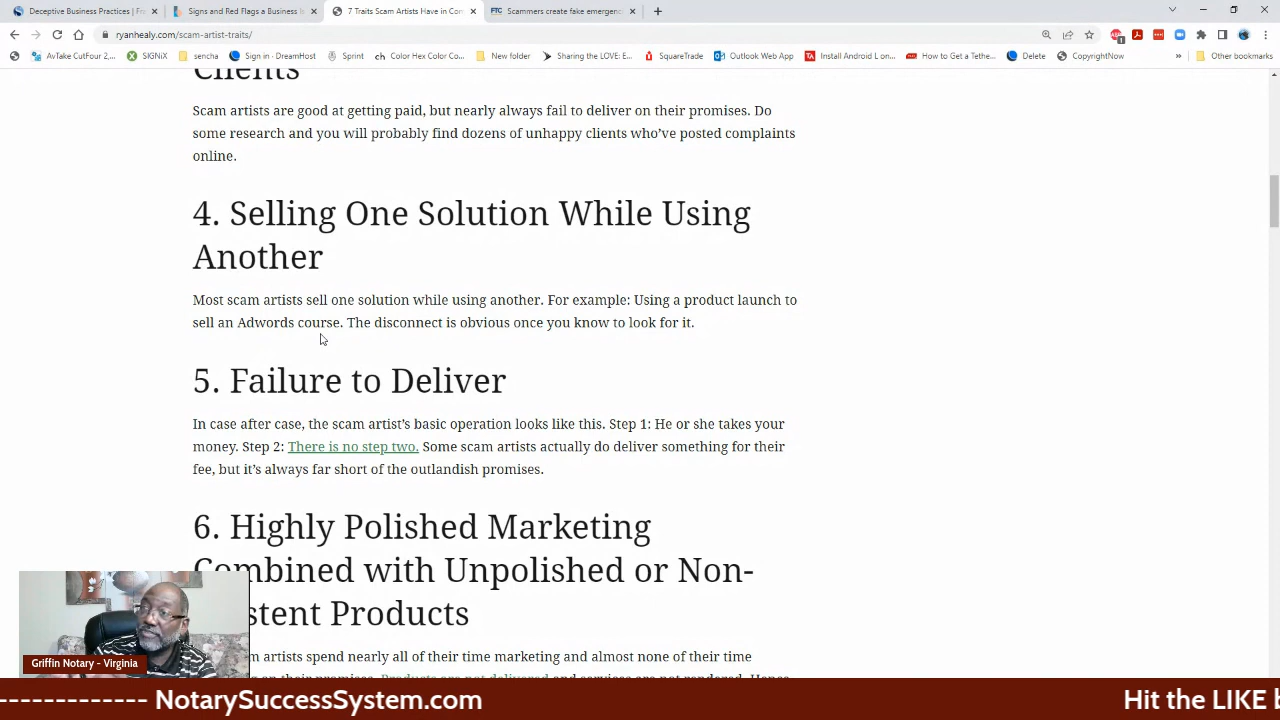 Deceptive Business Practices | F
Signs and Red Flags a Business is
7 Traits Scam Artists Have in Com
Scammers create fake emergenc
ryanhealy.com/scam-artist-traits/
AvTake CutFour 2...
SIGNiX
sencha
Sign in - DreamHost
Sprint
Color Hex Color Co...
New folder
Sharing the LOVE: E...
SquareTrade
Outlook Web App
Install Android L on...
How to Get a Tethe...
Delete
CopyrightNow
»
Other bookmarks
Clients
Scam artists are good at getting paid, but nearly always fail to deliver on their promises. Do
some research and you will probably find dozens of unhappy clients who’ve posted complaints
online.
4. Selling One Solution While Using
Another
Most scam artists sell one solution while using another. For example: Using a product launch to
sell an Adwords course. The disconnect is obvious once you know to look for it.
5. Failure to Deliver
In case after case, the scam artist’s basic operation looks like this. Step 1: He or she takes your
money. Step 2: There is no step two. Some scam artists actually do deliver something for their
fee, but it’s always far short of the outlandish promises.
6. Highly Polished Marketing
Combined with Unpolished or Non-
stent Products
m artists spend nearly all of their time marketing and almost none of their time
on their promises. Products are not delivered and services are not rendered. Hence
Griffin Notary - Virginia
------------- NotarySuccessSystem.com
Hit the LIKE b